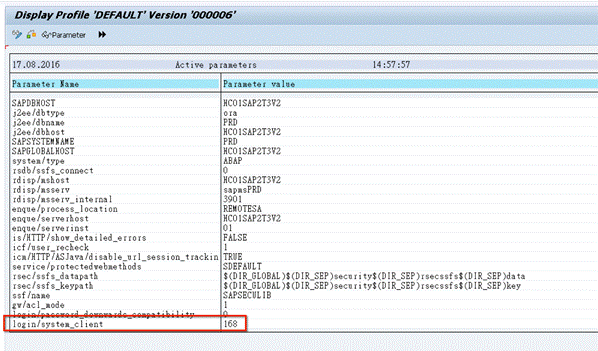 Display Profile 'DEFAULT' Version '000006'
Parameter
17.08.2016 Active parameters 14:57:57
Parameter Name Parameter value
SAPDBHOST HC01SAP2T3V2
j2ee/dbtype ora
j2ee/dbname PRD
j2ee/dbhost HC01SAP2T3V2
SAPSYSTEMNAME PRD
SAPGLOBALHOST HC01SAP2T3V2
system/type ABAP
rsdb/ssfs_connect 0
rdisp/mshost HC01SAP2T3V2
rdisp/msserv sapmsPRD
rdisp/msserv_internal 3901
enque/process_location REMOTESA
enque/serverhost HC01SAP2T3V2
enque/serverinst 01
is/HTTP/show_detailed_errors FALSE
icf/user_recheck 1
icm/HTTP/ASJava/disable_url_session_trackin TRUE
service/protectedwebmethods SDEFAULT
rsec/ssfs_datapath $(DIR_GLOBAL)$(DIR_SEP)security$(DIR_SEP)rsecssfs$(DIR_SEP)data
rsec/ssfs_keypath $(DIR_GLOBAL)$(DIR_SEP)security$(DIR_SEP)rsecssfs$(DIR_SEP)key
ssf/name SAPSECULIB
gw/acl_mode 1
login/password_downwards_compatibility 0
login/system_client 168